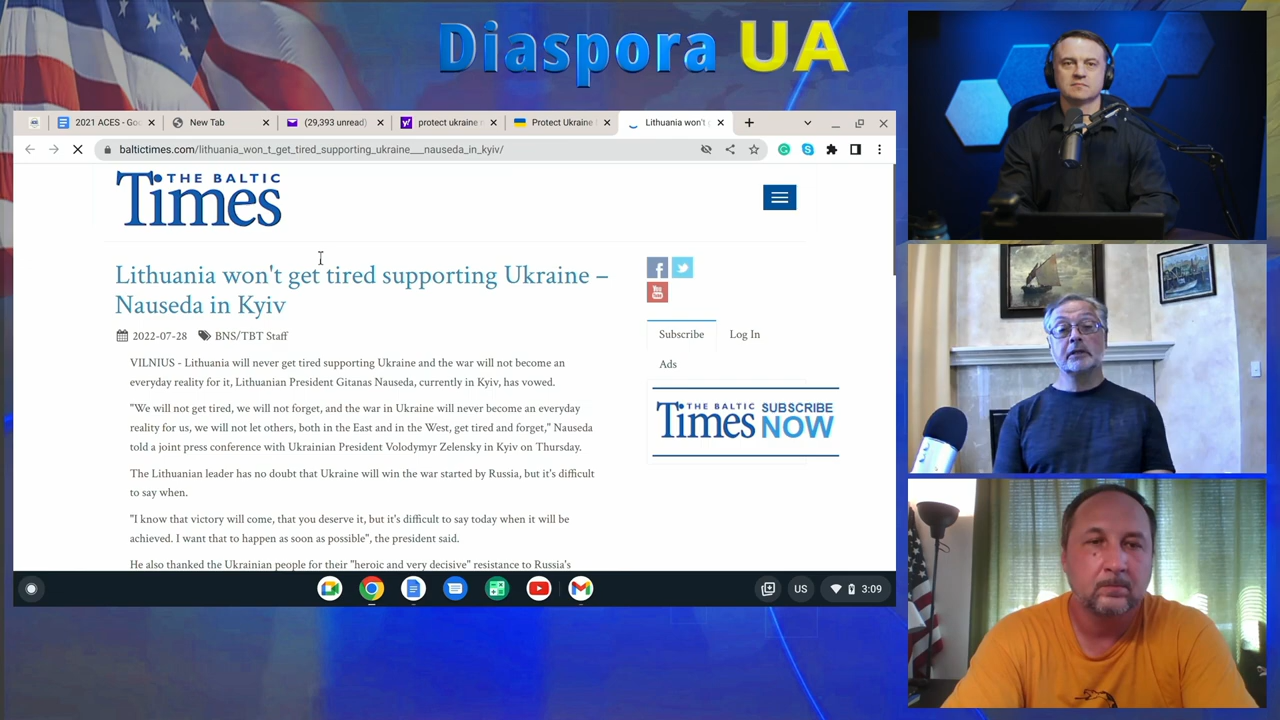 Diaspora UA
2021 ACES - Go
New Tab
(29,393 unread)
protect ukraine n
Protect Ukraine
Lithuania won't
baltictimes.com/lithuania_won_t_get_tired_supporting_ukraine___nauseda_in_kyiv/
THE BALTIC
Times
Lithuania won't get tired supporting Ukraine –
Nauseda in Kyiv
2022-07-28 BNS/TBT Staff
VILNIUS - Lithuania will never get tired supporting Ukraine and the war will not become an
everyday reality for it, Lithuanian President Gitanas Nauseda, currently in Kyiv, has vowed.
"We will not get tired, we will not forget, and the war in Ukraine will never become an everyday
reality for us, we will not let others, both in the East and in the West, get tired and forget," Nauseda
told a joint press conference with Ukrainian President Volodymyr Zelensky in Kyiv on Thursday.
The Lithuanian leader has no doubt that Ukraine will win the war started by Russia, but it's difficult
to say when.
"I know that victory will come, that you deserve it, but it's difficult to say today when it will be
achieved. I want that to happen as soon as possible", the president said.
He also thanked the Ukrainian people for their "heroic and very decisive" resistance to Russia's
You
Tube
Subscribe
Log In
Ads
THE BALTIC
Times
SUBSCRIBE
NOW
US
3:09